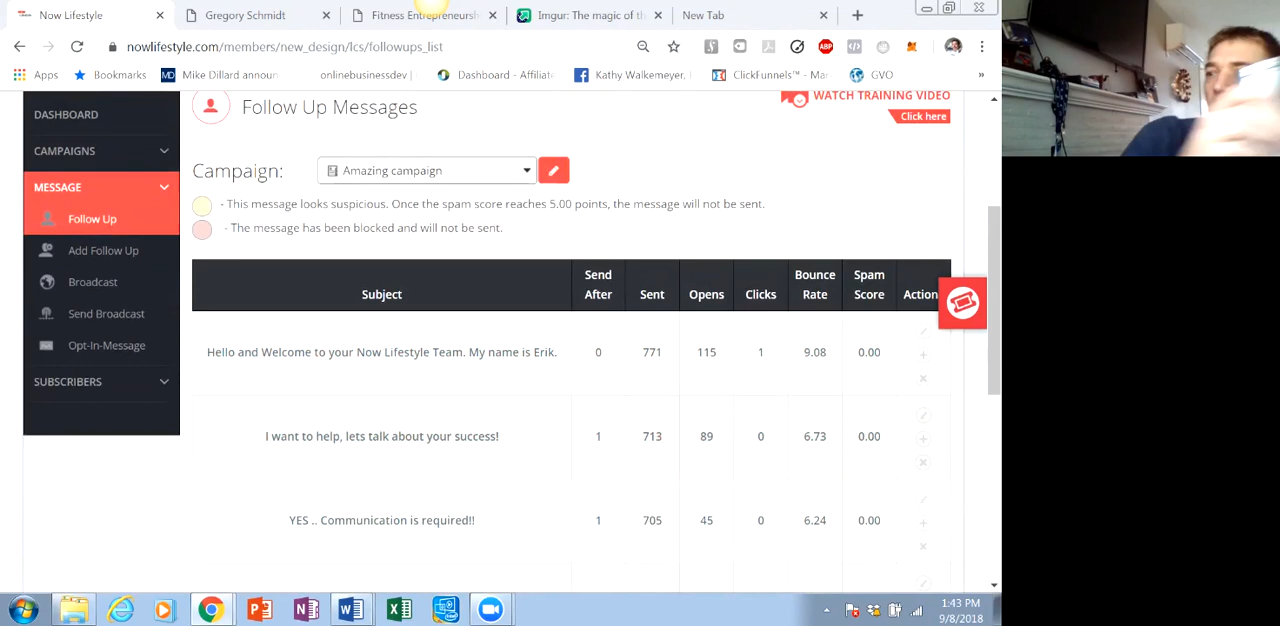 Now Lifestyle
Gregory Schmidt
Fitness Entrepreneursh
Imgur: The magic of th
New Tab
nowlifestyle.com/members/new_design/lcs/followups_list
ABP
Apps
Bookmarks
MD Mike Dillard announ
onlinebusinessdev
Dashboard - Affiliate
Kathy Walkemeyer.
ClickFunnels™ - Mar
GVO
»
DASHBOARD
CAMPAIGNS
MESSAGE
Follow Up
Add Follow Up
Broadcast
Send Broadcast
Opt-In-Message
SUBSCRIBERS
Follow Up Messages
WATCH TRAINING VIDEO
Click here
Campaign: Amazing campaign
- This message looks suspicious. Once the spam score reaches 5.00 points, the message will not be sent.
- The message has been blocked and will not be sent.
Subject Send After Sent Opens Clicks Bounce Rate Spam Score Action
Hello and Welcome to your Now Lifestyle Team. My name is Erik. 0 771 115 1 9.08 0.00
I want to help, lets talk about your success! 1 713 89 0 6.73 0.00
YES .. Communication is required!! 1 705 45 0 6.24 0.00
1:43 PM
9/8/2018